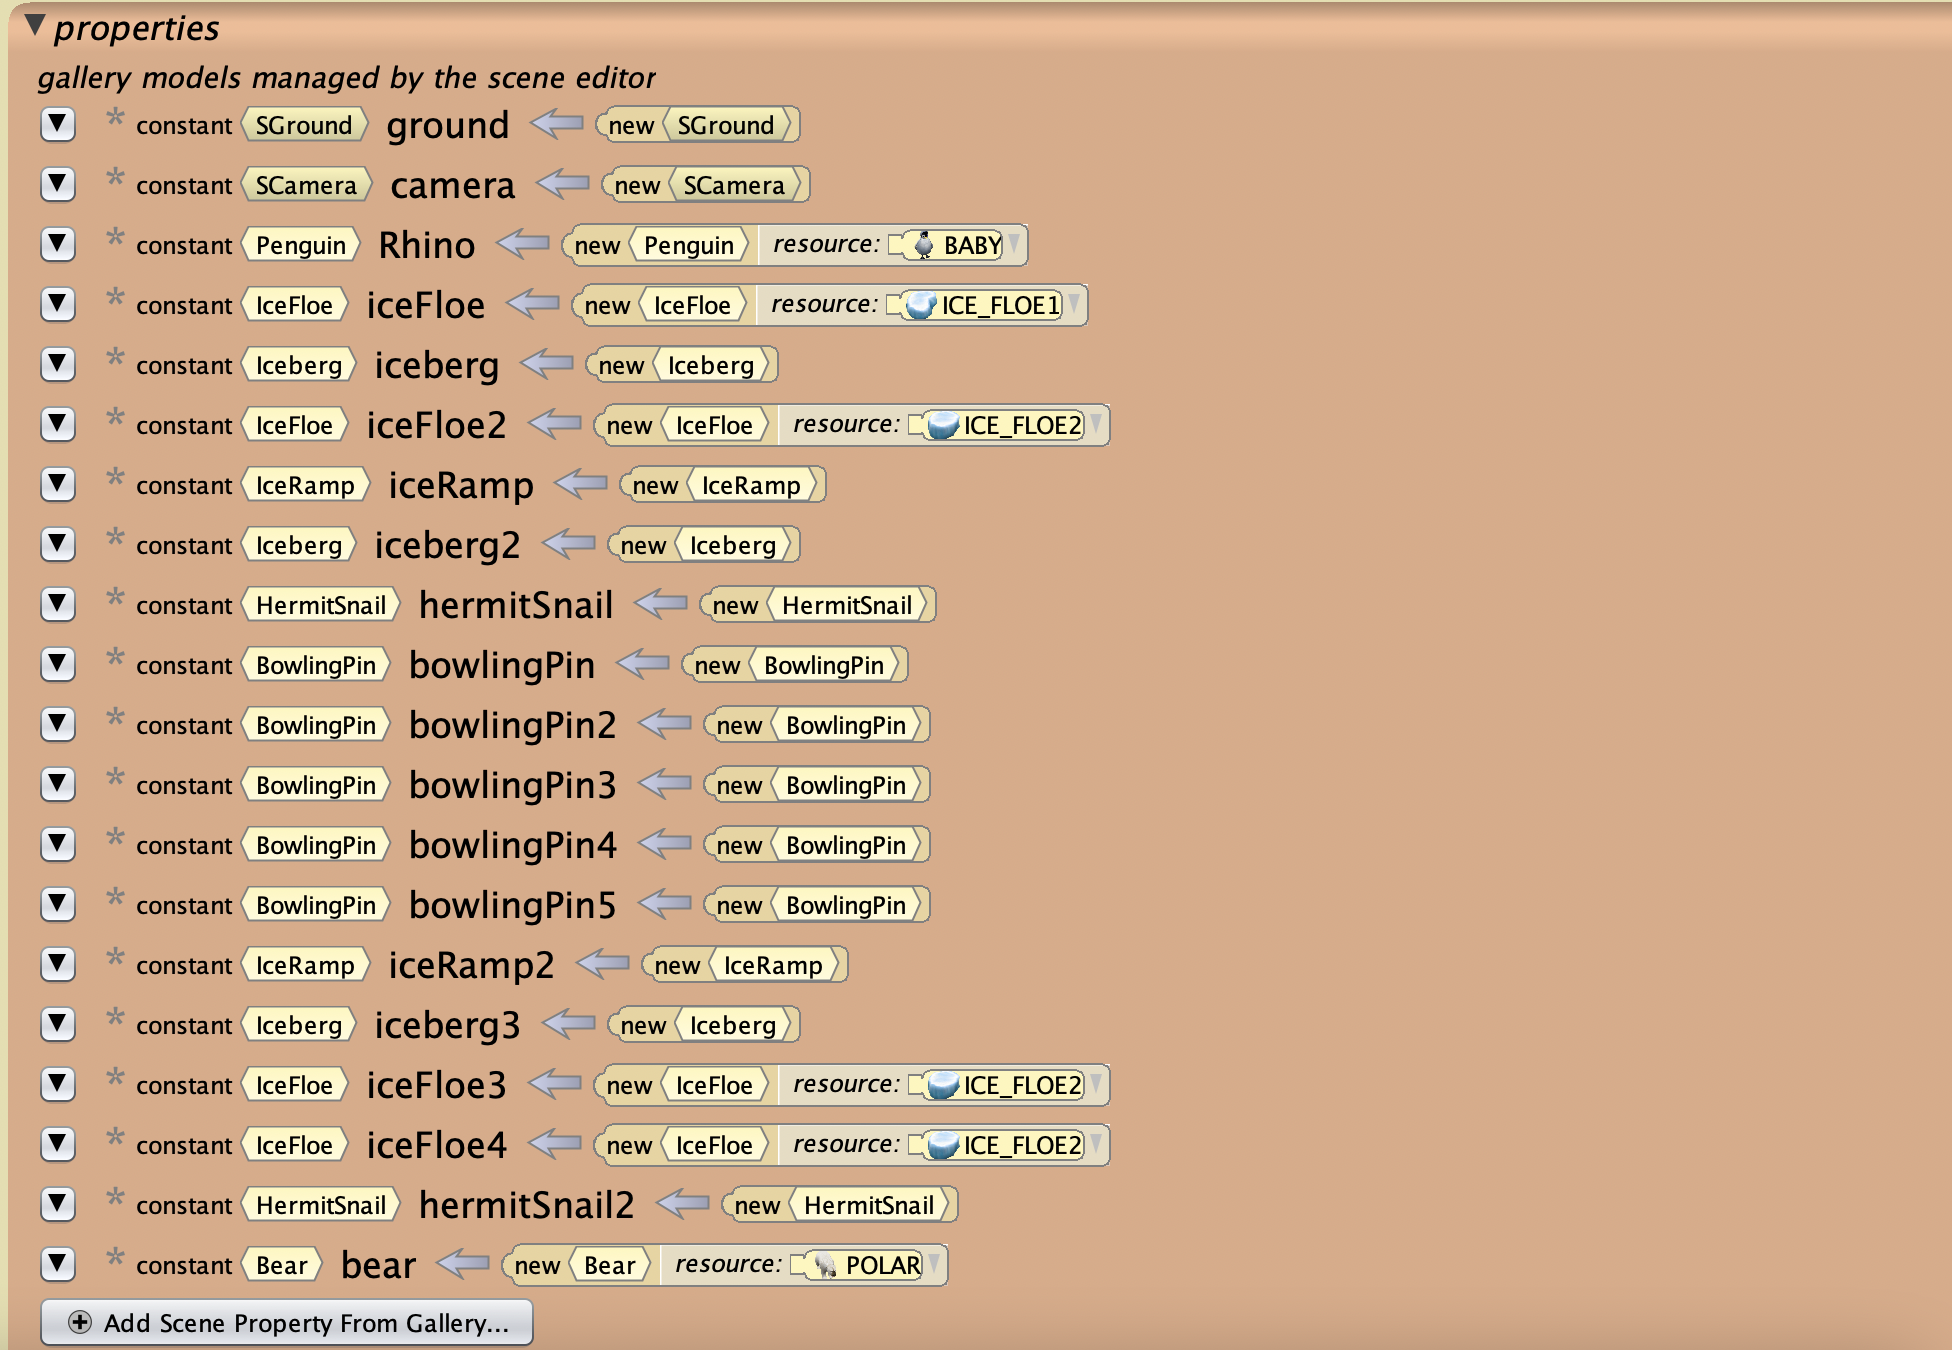 properties
gallery models managed by the scene editor
* constant SGround ground new SGround
* constant SCamera camera new SCamera
* constant Penguin Rhino new Penguin resource: BABY
* constant IceFloe iceFloe new IceFloe resource: ICE_FLOE1
* constant Iceberg iceberg new Iceberg
* constant IceFloe iceFloe2 new IceFloe resource: ICE_FLOE2
* constant IceRamp iceRamp new IceRamp
* constant Iceberg iceberg2 new Iceberg
* constant HermitSnail hermitSnail new HermitSnail
* constant BowlingPin bowlingPin new BowlingPin
* constant BowlingPin bowlingPin2 new BowlingPin
* constant BowlingPin bowlingPin3 new BowlingPin
* constant BowlingPin bowlingPin4 new BowlingPin
* constant BowlingPin bowlingPin5 new BowlingPin
* constant IceRamp iceRamp2 new IceRamp
* constant Iceberg iceberg3 new Iceberg
* constant IceFloe iceFloe3 new IceFloe resource: ICE_FLOE2
* constant IceFloe iceFloe4 new IceFloe resource: ICE_FLOE2
* constant HermitSnail hermitSnail2 new HermitSnail
* constant Bear bear new Bear resource: POLAR
Add Scene Property From Gallery...